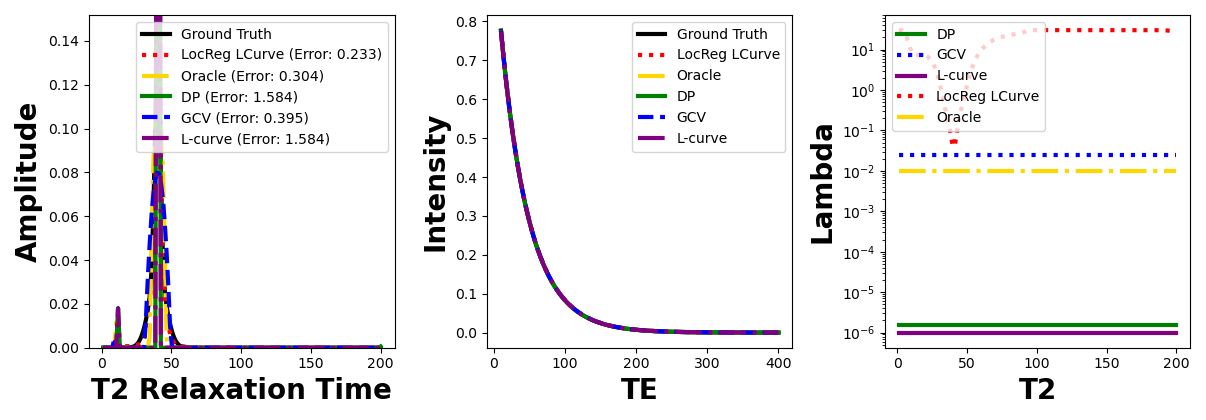 0.14
0.12
0.10
0.08
0.06
0.04
0.02
0.00
0
50
100
150
200
Amplitude
T2 Relaxation Time
Ground Truth
LocReg LCurve (Error: 0.233)
Oracle (Error: 0.304)
DP (Error: 1.584)
GCV (Error: 0.395)
L-curve (Error: 1.584)
0.8
0.7
0.6
0.5
0.4
0.3
0.2
0.1
0.0
0
100
200
300
400
Intensity
TE
Ground Truth
LocReg LCurve
Oracle
DP
GCV
L-curve
10^1
10^0
10^-1
10^-2
10^-3
10^-4
10^-5
10^-6
0
50
100
150
200
Lambda
T2
DP
GCV
L-curve
LocReg LCurve
Oracle